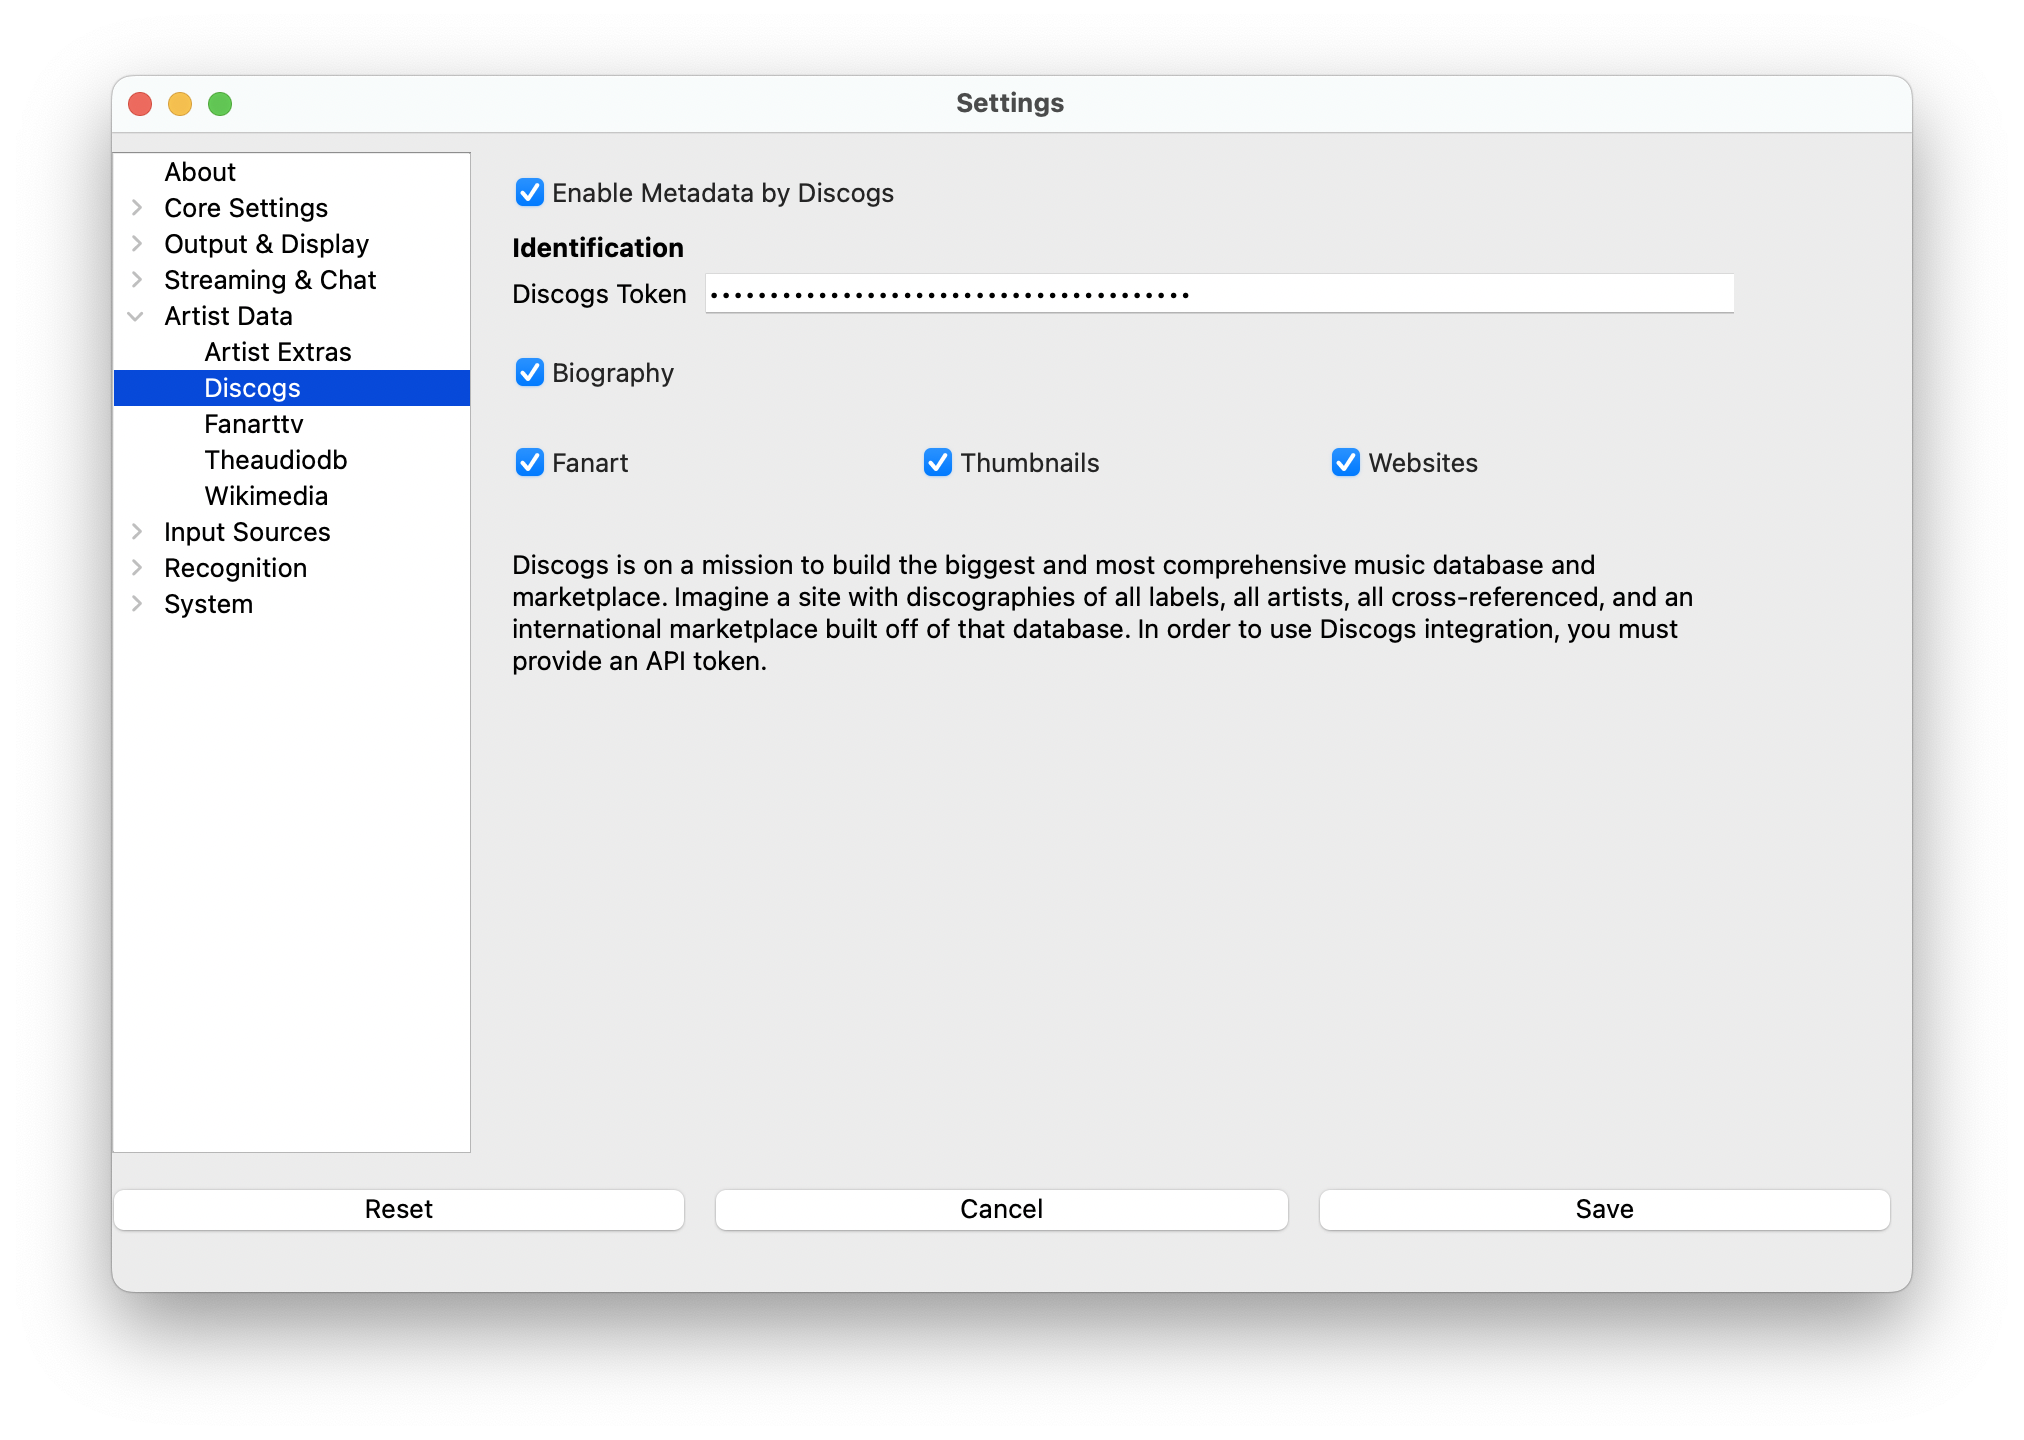 Settings
About
Core Settings
Output & Display
Streaming & Chat
Artist Data
Artist Extras
Discogs
Fanarttv
Theaudiodb
Wikimedia
Input Sources
Recognition
System
Enable Metadata by Discogs
Identification
Discogs Token ••••••••••••••••••••••••••••••••••••••••
Biography
Fanart
Thumbnails
Websites
Discogs is on a mission to build the biggest and most comprehensive music database and
marketplace. Imagine a site with discographies of all labels, all artists, all cross-referenced, and an
international marketplace built off of that database. In order to use Discogs integration, you must
provide an API token.
Reset
Cancel
Save